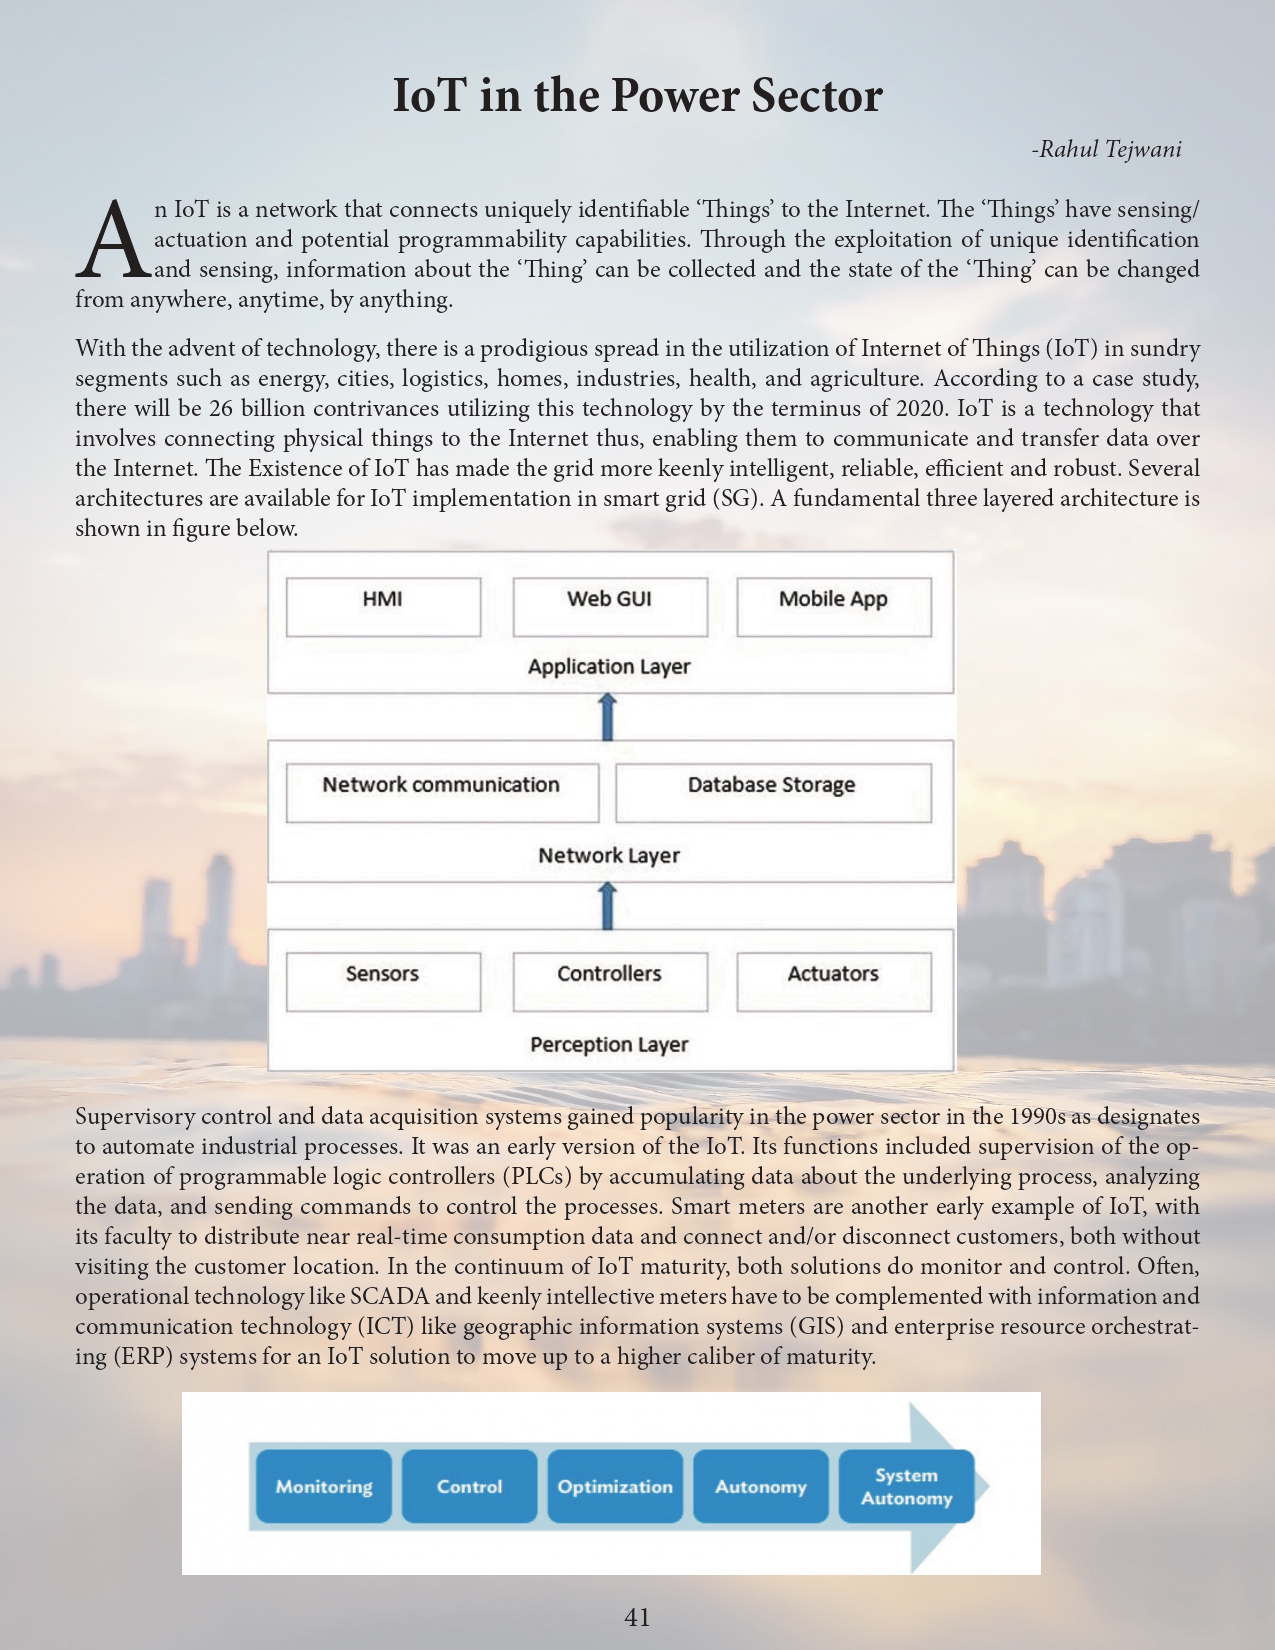 IoT in the Power Sector
-Rahul Tejwani
An IoT is a network that connects uniquely identifiable ‘Things’ to the Internet. The ‘Things’ have sensing/
actuation and potential programmability capabilities. Through the exploitation of unique identification
and sensing, information about the ‘Thing’ can be collected and the state of the ‘Thing’ can be changed
from anywhere, anytime, by anything.
With the advent of technology, there is a prodigious spread in the utilization of Internet of Things (IoT) in sundry
segments such as energy, cities, logistics, homes, industries, health, and agriculture. According to a case study,
there will be 26 billion contrivances utilizing this technology by the terminus of 2020. IoT is a technology that
involves connecting physical things to the Internet thus, enabling them to communicate and transfer data over
the Internet. The Existence of IoT has made the grid more keenly intelligent, reliable, efficient and robust. Several
architectures are available for IoT implementation in smart grid (SG). A fundamental three layered architecture is
shown in figure below.
HMI
Web GUI
Mobile App
Application Layer
Network communication
Database Storage
Network Layer
Sensors
Controllers
Actuators
Perception Layer
Supervisory control and data acquisition systems gained popularity in the power sector in the 1990s as designates
to automate industrial processes. It was an early version of the IoT. Its functions included supervision of the op-
eration of programmable logic controllers (PLCs) by accumulating data about the underlying process, analyzing
the data, and sending commands to control the processes. Smart meters are another early example of IoT, with
its faculty to distribute near real-time consumption data and connect and/or disconnect customers, both without
visiting the customer location. In the continuum of IoT maturity, both solutions do monitor and control. Often,
operational technology like SCADA and keenly intellective meters have to be complemented with information and
communication technology (ICT) like geographic information systems (GIS) and enterprise resource orchestrat-
ing (ERP) systems for an IoT solution to move up to a higher caliber of maturity.
Monitoring
Control
Optimization
Autonomy
System
Autonomy
41